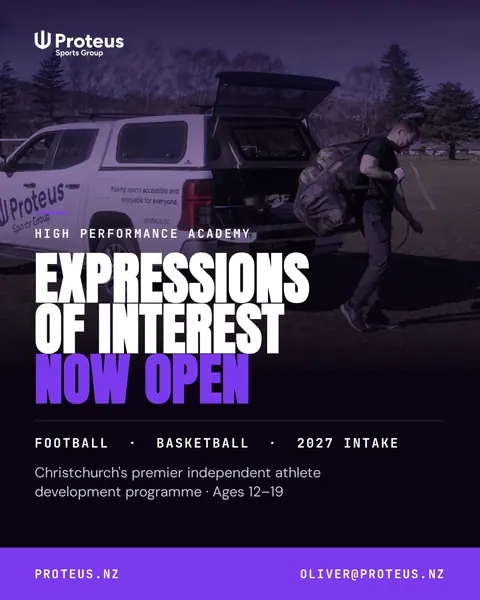 Proteus
Sports Group
Proteus
Sports Group
Making sports accessible and
enjoyable for everyone.
proteus.nz
HIGH PERFORMANCE ACADEMY
EXPRESSIONS
OF INTEREST
NOW OPEN
FOOTBALL · BASKETBALL · 2027 INTAKE
Christchurch's premier independent athlete
development programme · Ages 12–19
PROTEUS.NZ
OLIVER@PROTEUS.NZ